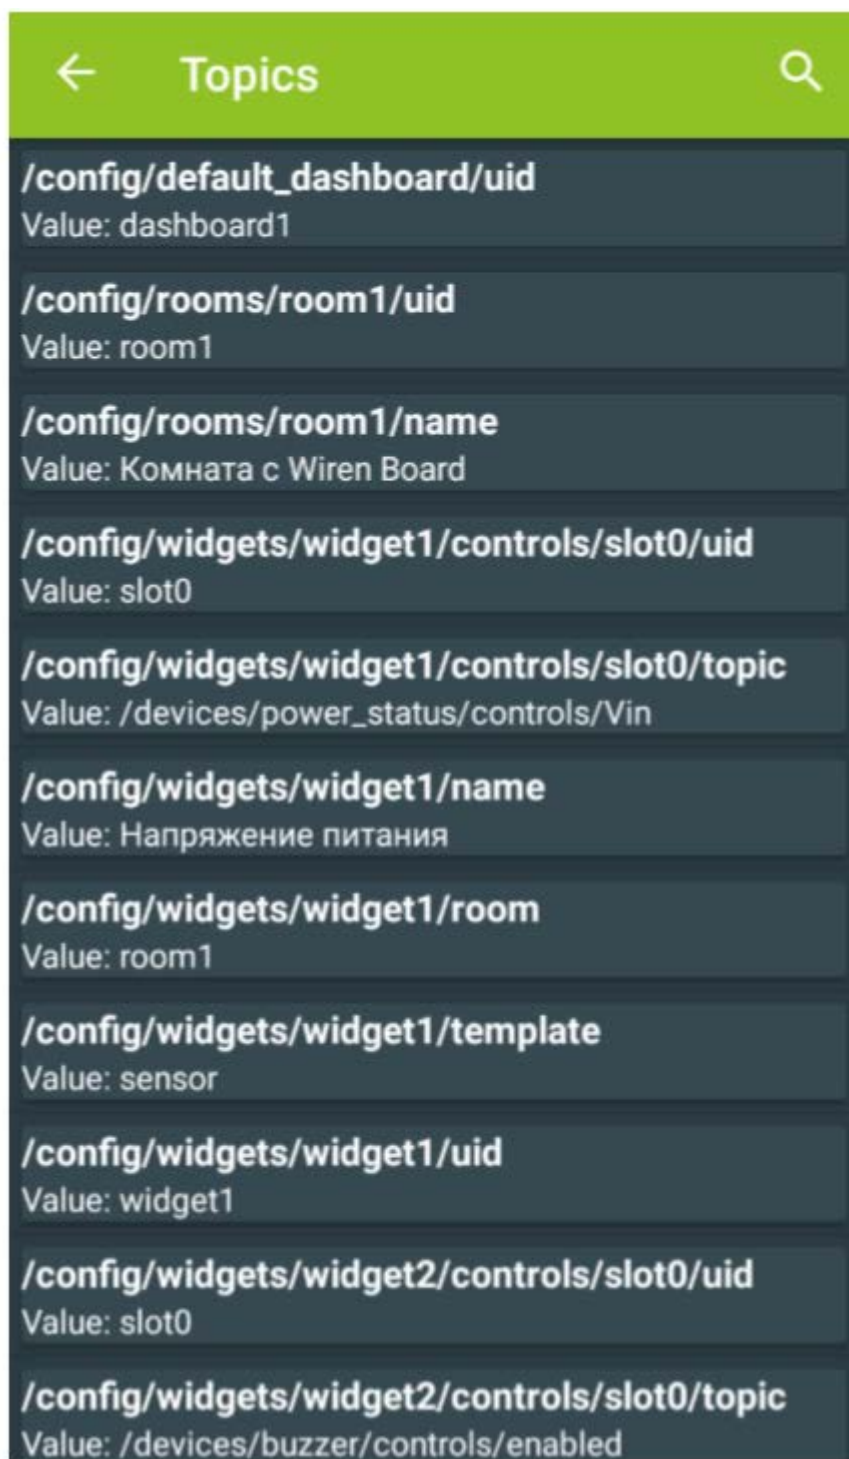 Topics
/config/default_dashboard/uid
Value: dashboard1
/config/rooms/room1/uid
Value: room1
/config/rooms/room1/name
Value: Комната с Wiren Board
/config/widgets/widget1/controls/slot0/uid
Value: slot0
/config/widgets/widget1/controls/slot0/topic
Value: /devices/power_status/controls/Vin
/config/widgets/widget1/name
Value: Напряжение питания
/config/widgets/widget1/room
Value: room1
/config/widgets/widget1/template
Value: sensor
/config/widgets/widget1/uid
Value: widget1
/config/widgets/widget2/controls/slot0/uid
Value: slot0
/config/widgets/widget2/controls/slot0/topic
Value: /devices/buzzer/controls/enabled